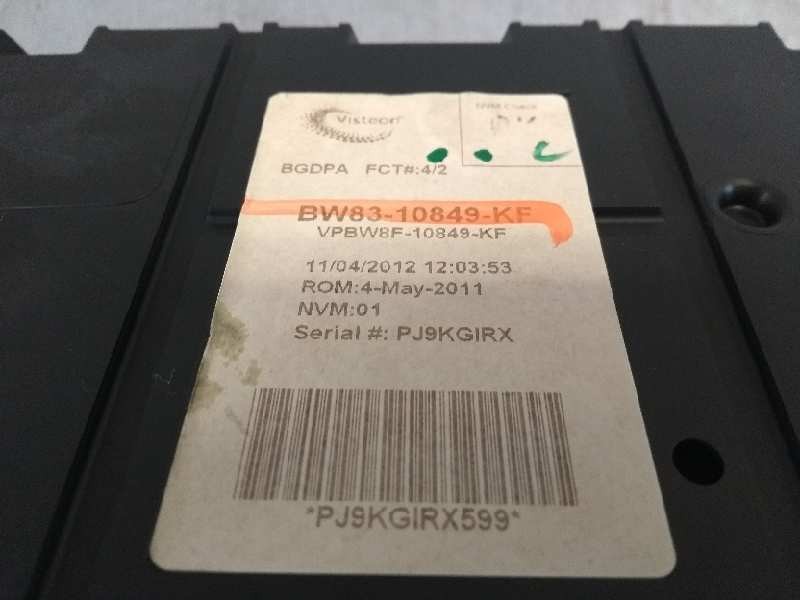 Visteon
BGDPA FCT#:4/2
BW83-10849-KF
VPBW8F-10849-KF
11/04/2012 12:03:53
ROM:4-May-2011
NVM:01
Serial #: PJ9KGIRX
*PJ9KGIRX599*